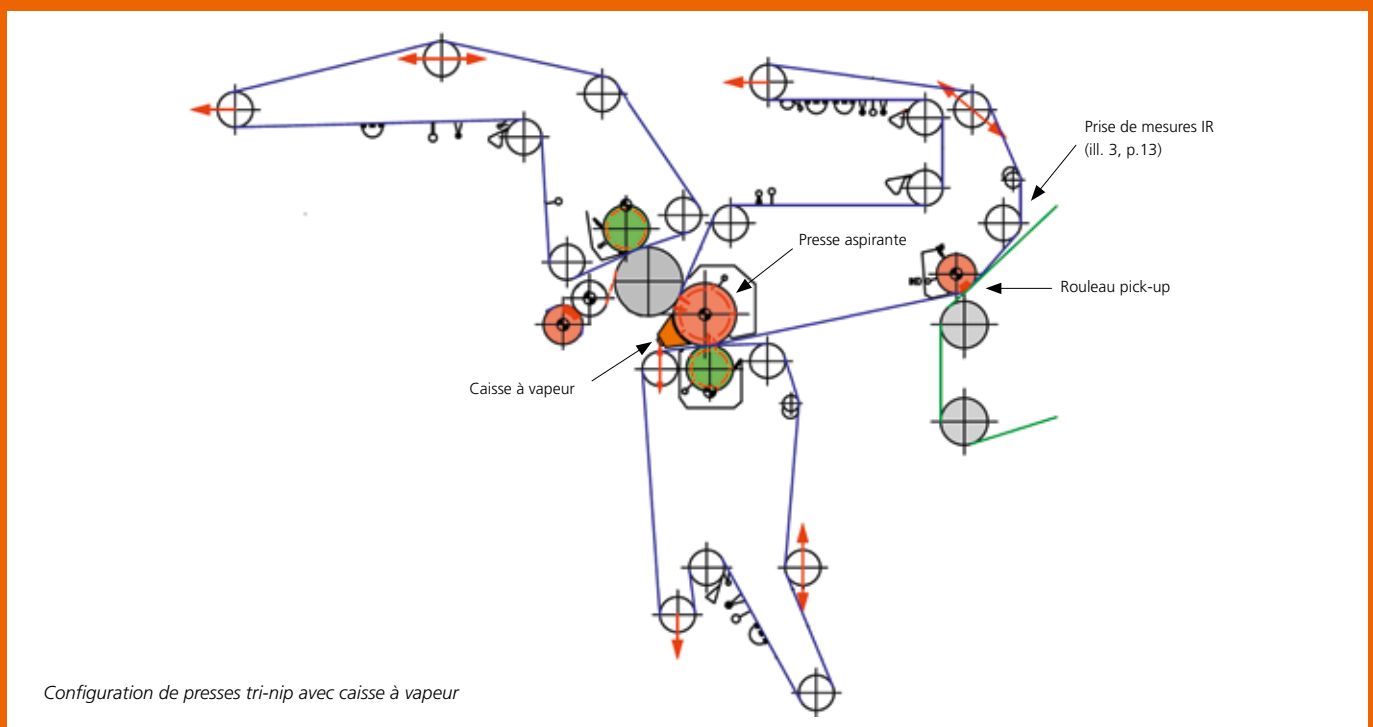 Prise de mesures IR
(ill. 3, p.13)
Presse aspirante
Rouleau pick-up
Caisse à vapeur
Configuration de presses tri-nip avec caisse à vapeur